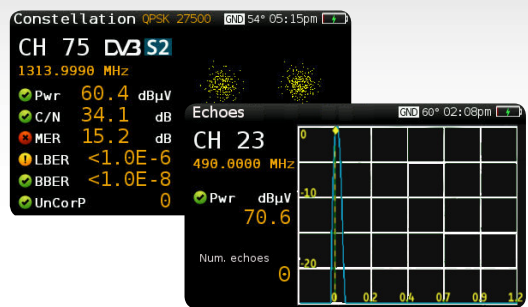 Constellation QPSK 27500 GND 54° 05:15pm
CH 75 DVB S2
1313.9990 MHz
Pwr 60.4 dBµV
C/N 34.1 dB
MER 15.2 dB
LBER <1.0E-6
BBER <1.0E-8
UnCorP 0
Echoes GND 60° 02:08pm
CH 23
490.0000 MHz
Pwr dBµV
70.6
Num. echoes
0
0
-10
-20
0 0.2 0.4 0.7 0.9 1.2